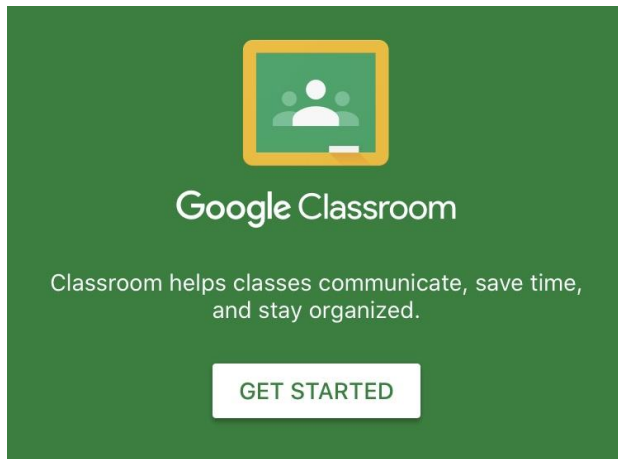 Google Classroom
Classroom helps classes communicate, save time,
and stay organized.
GET STARTED